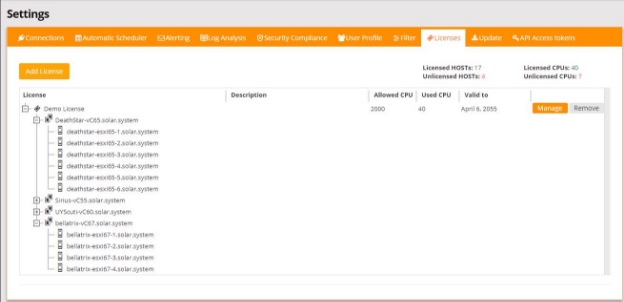 Settings
Connections Automatic Scheduler Alerting Log Analysis Security Compliance User Profile Filter Licenses Update API Access tokens
Add License
Licensed HOSTs: 17 Licensed CPUs: 40
Unlicensed HOSTs: 4 Unlicensed CPUs: 7
License Description Allowed CPU Used CPU Valid to
Demo License 2000 40 April 6, 2055 Manage Remove
DeathStar-vC65.solar.system
deathstar-esxi65-1.solar.system
deathstar-esxi65-2.solar.system
deathstar-esxi65-3.solar.system
deathstar-esxi65-4.solar.system
deathstar-esxi65-5.solar.system
deathstar-esxi65-6.solar.system
Sirius-vC55.solar.system
UYScuti-vC60.solar.system
bellatrix-vC67.solar.system
bellatrix-esxi67-1.solar.system
bellatrix-esxi67-2.solar.system
bellatrix-esxi67-3.solar.system
bellatrix-esxi67-4.solar.system